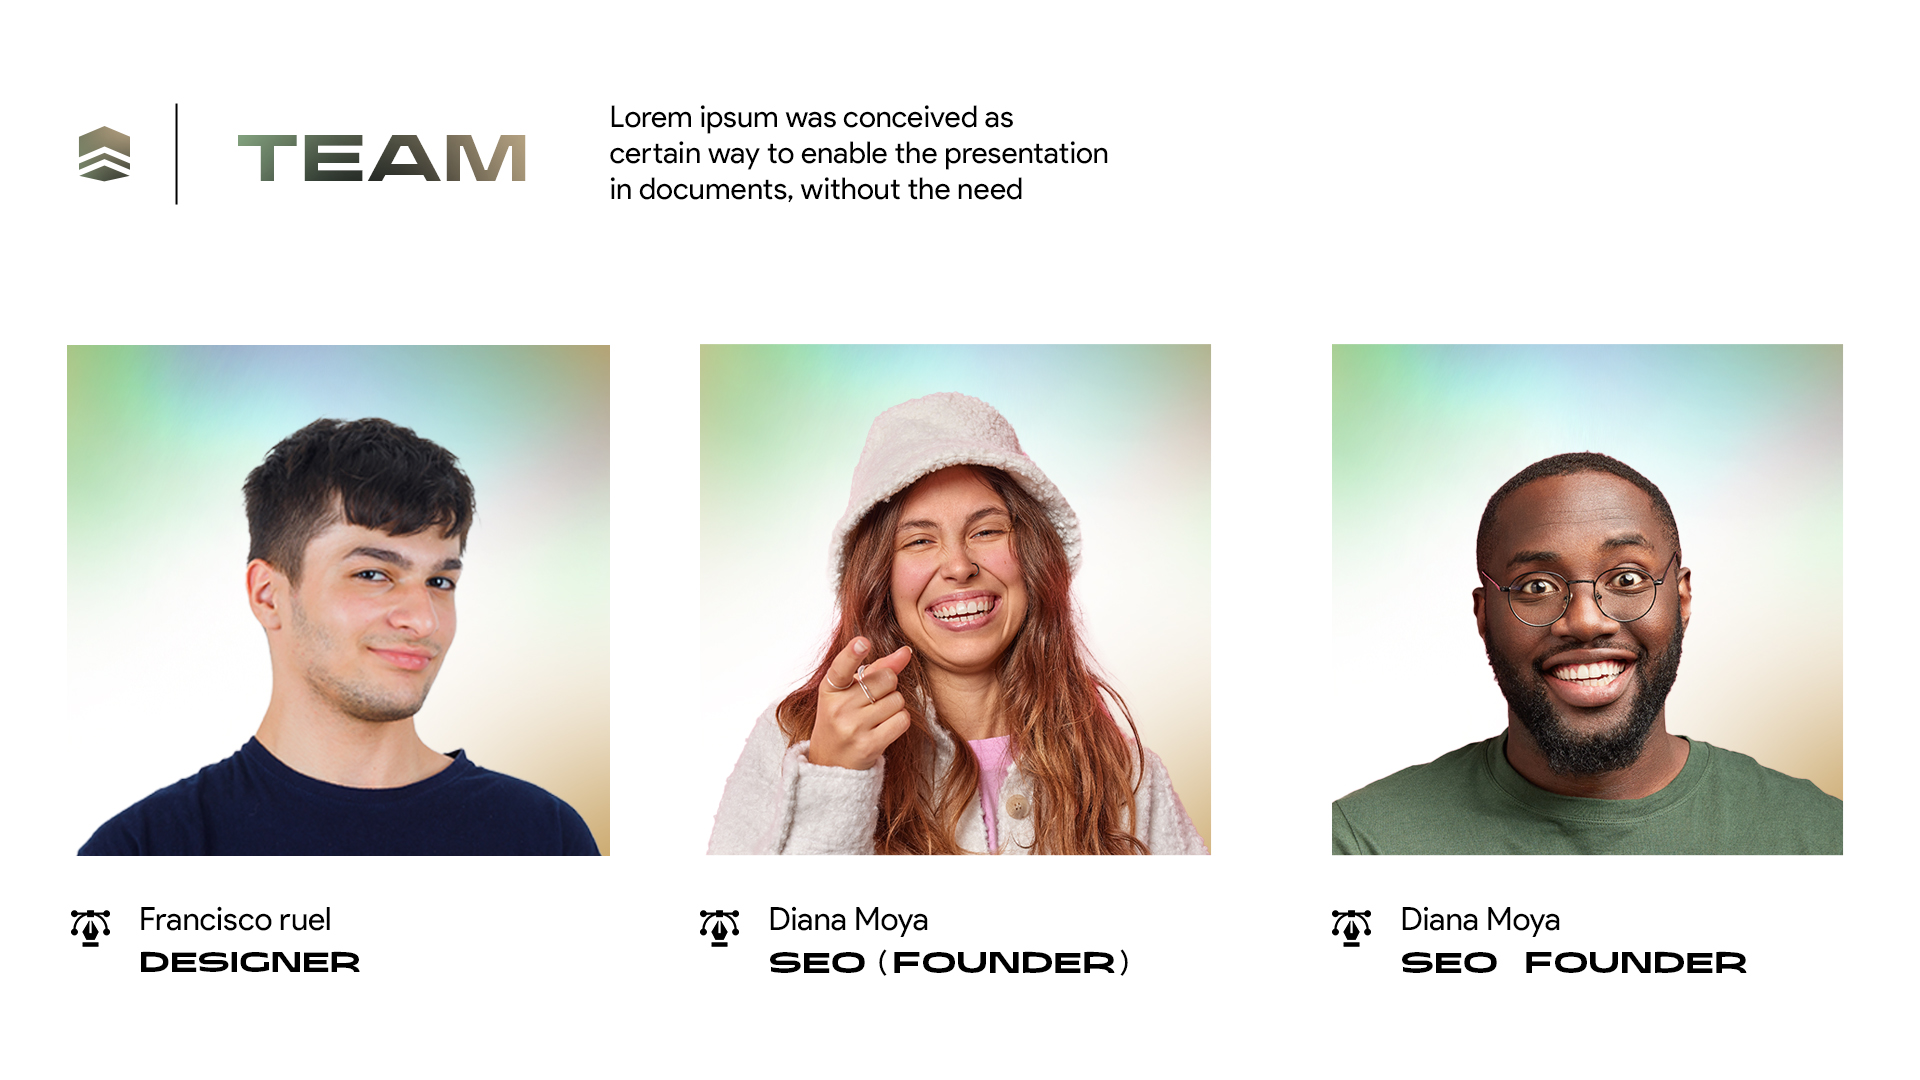 TEAM
Lorem ipsum was conceived as
certain way to enable the presentation
in documents, without the need
Francisco ruel
DESIGNER
Diana Moya
SEO (FOUNDER)
Diana Moya
SEO FOUNDER